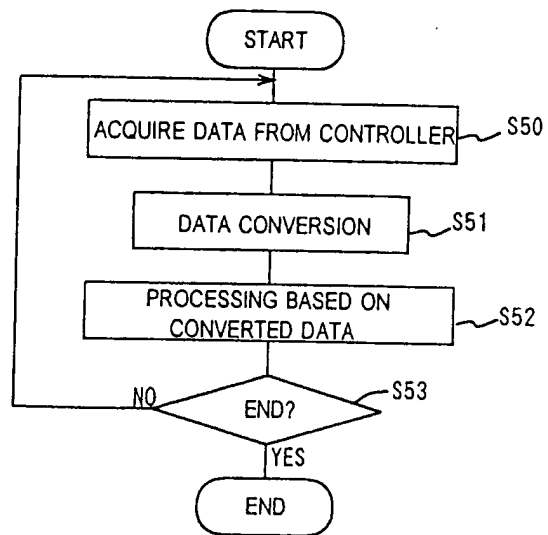 START
ACQUIRE DATA FROM CONTROLLER
S50
DATA CONVERSION
S51
PROCESSING BASED ON
CONVERTED DATA
S52
NO
END?
S53
YES
END